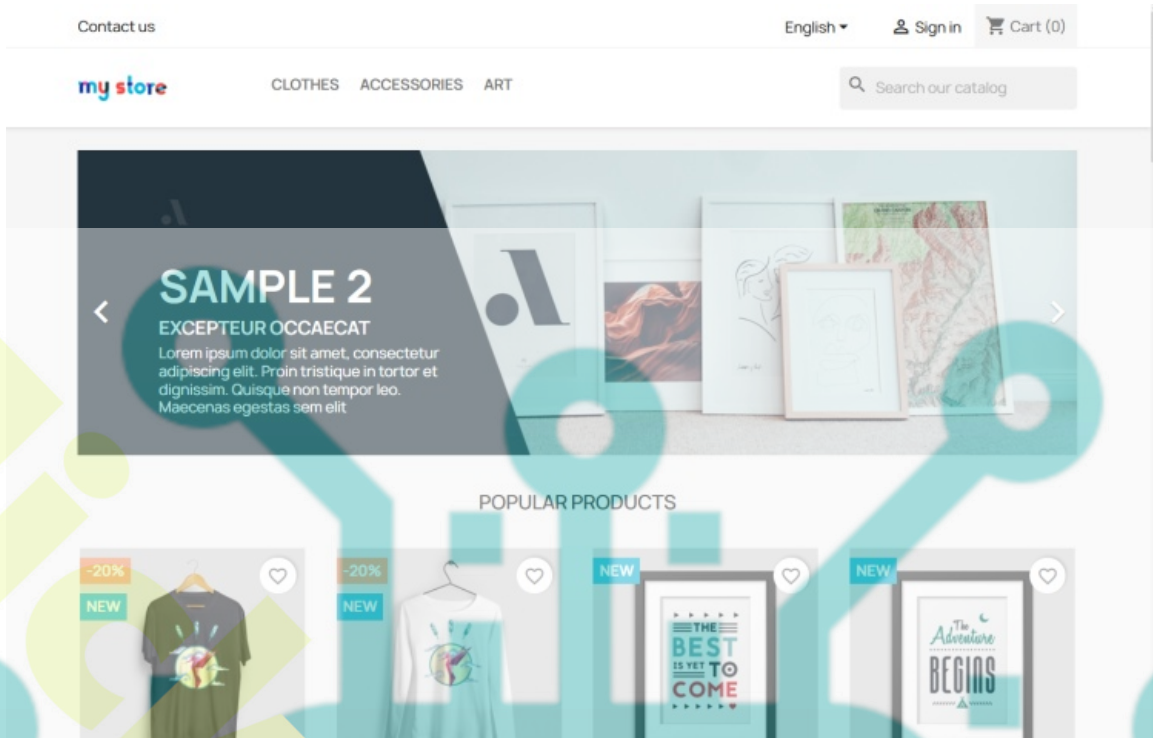 Contact us
English
Sign in
Cart (0)
my store
CLOTHES ACCESSORIES ART
Search our catalog
SAMPLE 2
EXCEPTEUR OCCAECAT
Lorem ipsum dolor sit amet, consectetur
adipiscing elit. Proin tristique in tortor et
dignissim. Quisque non tempor leo.
Maecenas egestas sem elit
POPULAR PRODUCTS
-20%
NEW
-20%
NEW
NEW
THE
BEST
IS YET TO
COME
NEW
The
Adventure
BEGINS